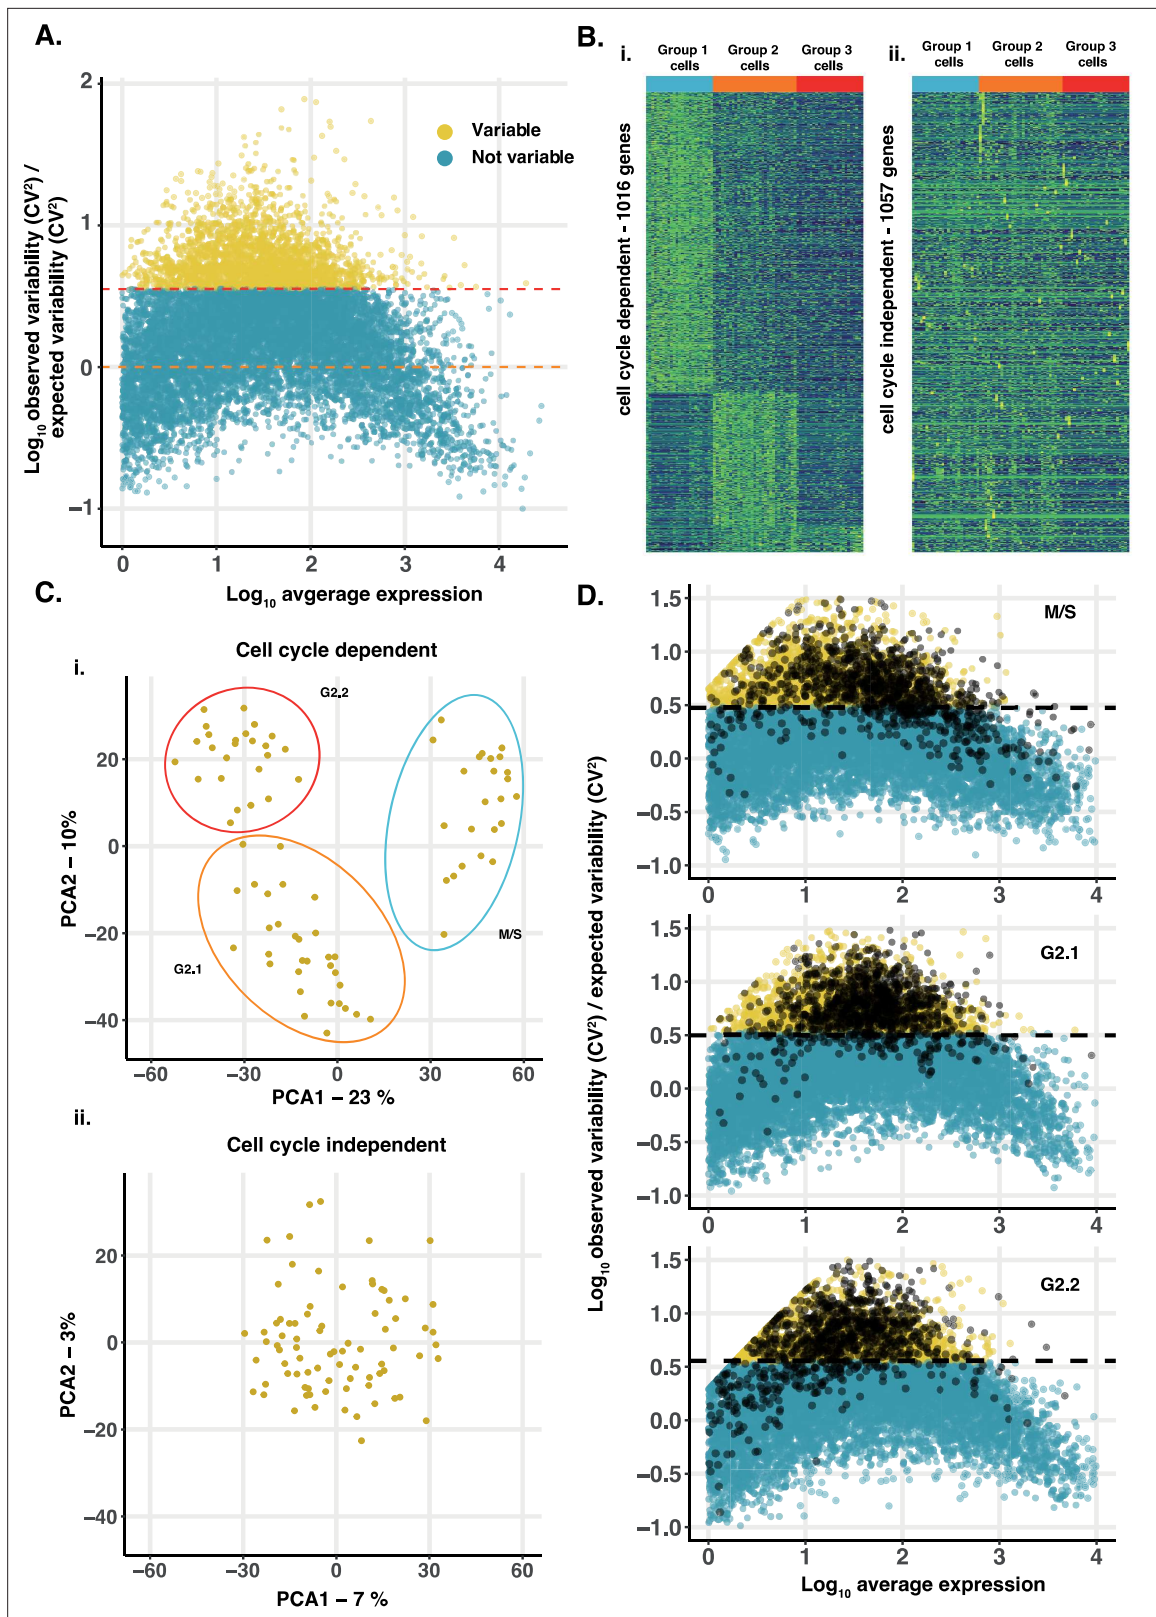 A.
Log10 observed variability (CV²) /
expected variability (CV²)
2
1
0
−1
Variable
Not variable
0 1 2 3 4
Log10 avgerage expression
B.
i.
Group 1 cells
Group 2 cells
Group 3 cells
cell cycle dependent - 1016 genes
ii.
Group 1 cells
Group 2 cells
Group 3 cells
cell cycle independent - 1057 genes
C.
i.
Cell cycle dependent
G2.2
M/S
G2.1
PCA2 – 10%
20
0
−20
−40
−60 −30 0 30 60
PCA1 – 23 %
ii.
Cell cycle independent
PCA2 – 3%
20
0
−20
−40
−60 −30 0 30 60
PCA1 – 7 %
D.
Log10 observed variability (CV²) / expected variability (CV²)
M/S
1.5
1.0
0.5
0.0
−0.5
−1.0
0 1 2 3 4
G2.1
1.5
1.0
0.5
0.0
−0.5
−1.0
0 1 2 3 4
G2.2
1.5
1.0
0.5
0.0
−0.5
−1.0
0 1 2 3 4
Log10 average expression